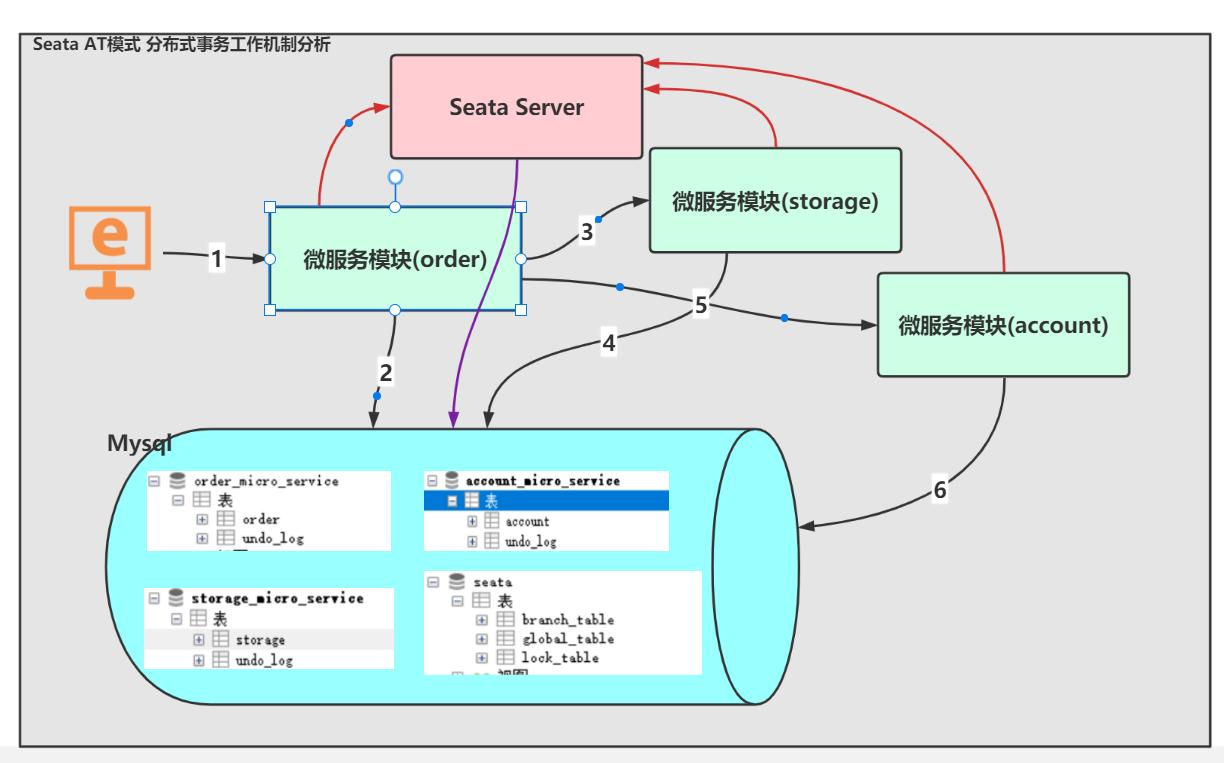 Seata AT模式 分布式事务工作机制分析
Seata Server
微服务模块(storage)
e
1
微服务模块(order)
3
5
微服务模块(account)
4
2
Mysql
order_micro_service
表
order
undo_log
account_micro_service
表
account
undo_log
6
storage_micro_service
表
storage
undo_log
seata
表
branch_table
global_table
lock_table